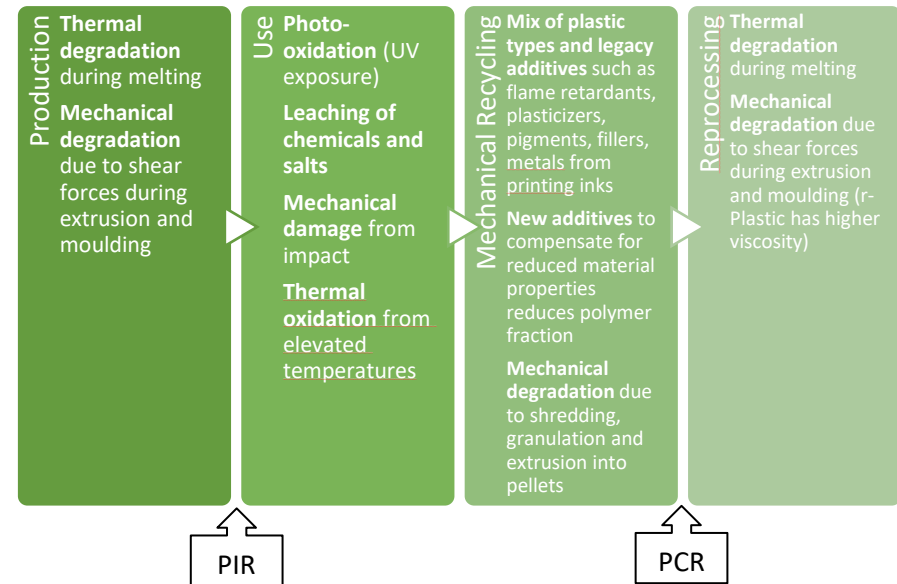 Production
Thermal
degradation
during melting
Mechanical
degradation
due to shear
forces during
extrusion and
moulding
Use
Photo-
oxidation (UV
exposure)
Leaching of
chemicals and
salts
Mechanical
damage from
impact
Thermal
oxidation from
elevated
temperatures
Mechanical Recycling
Mix of plastic
types and legacy
additives such as
flame retardants,
plasticizers,
pigments, fillers,
metals from
printing inks
New additives to
compensate for
reduced material
properties
reduces polymer
fraction
Mechanical
degradation due
to shredding,
granulation and
extrusion into
pellets
Reprocessing
Thermal
degradation
during melting
Mechanical
degradation due
to shear forces
during extrusion
and moulding (r-
Plastic has higher
viscosity)
PIR
PCR